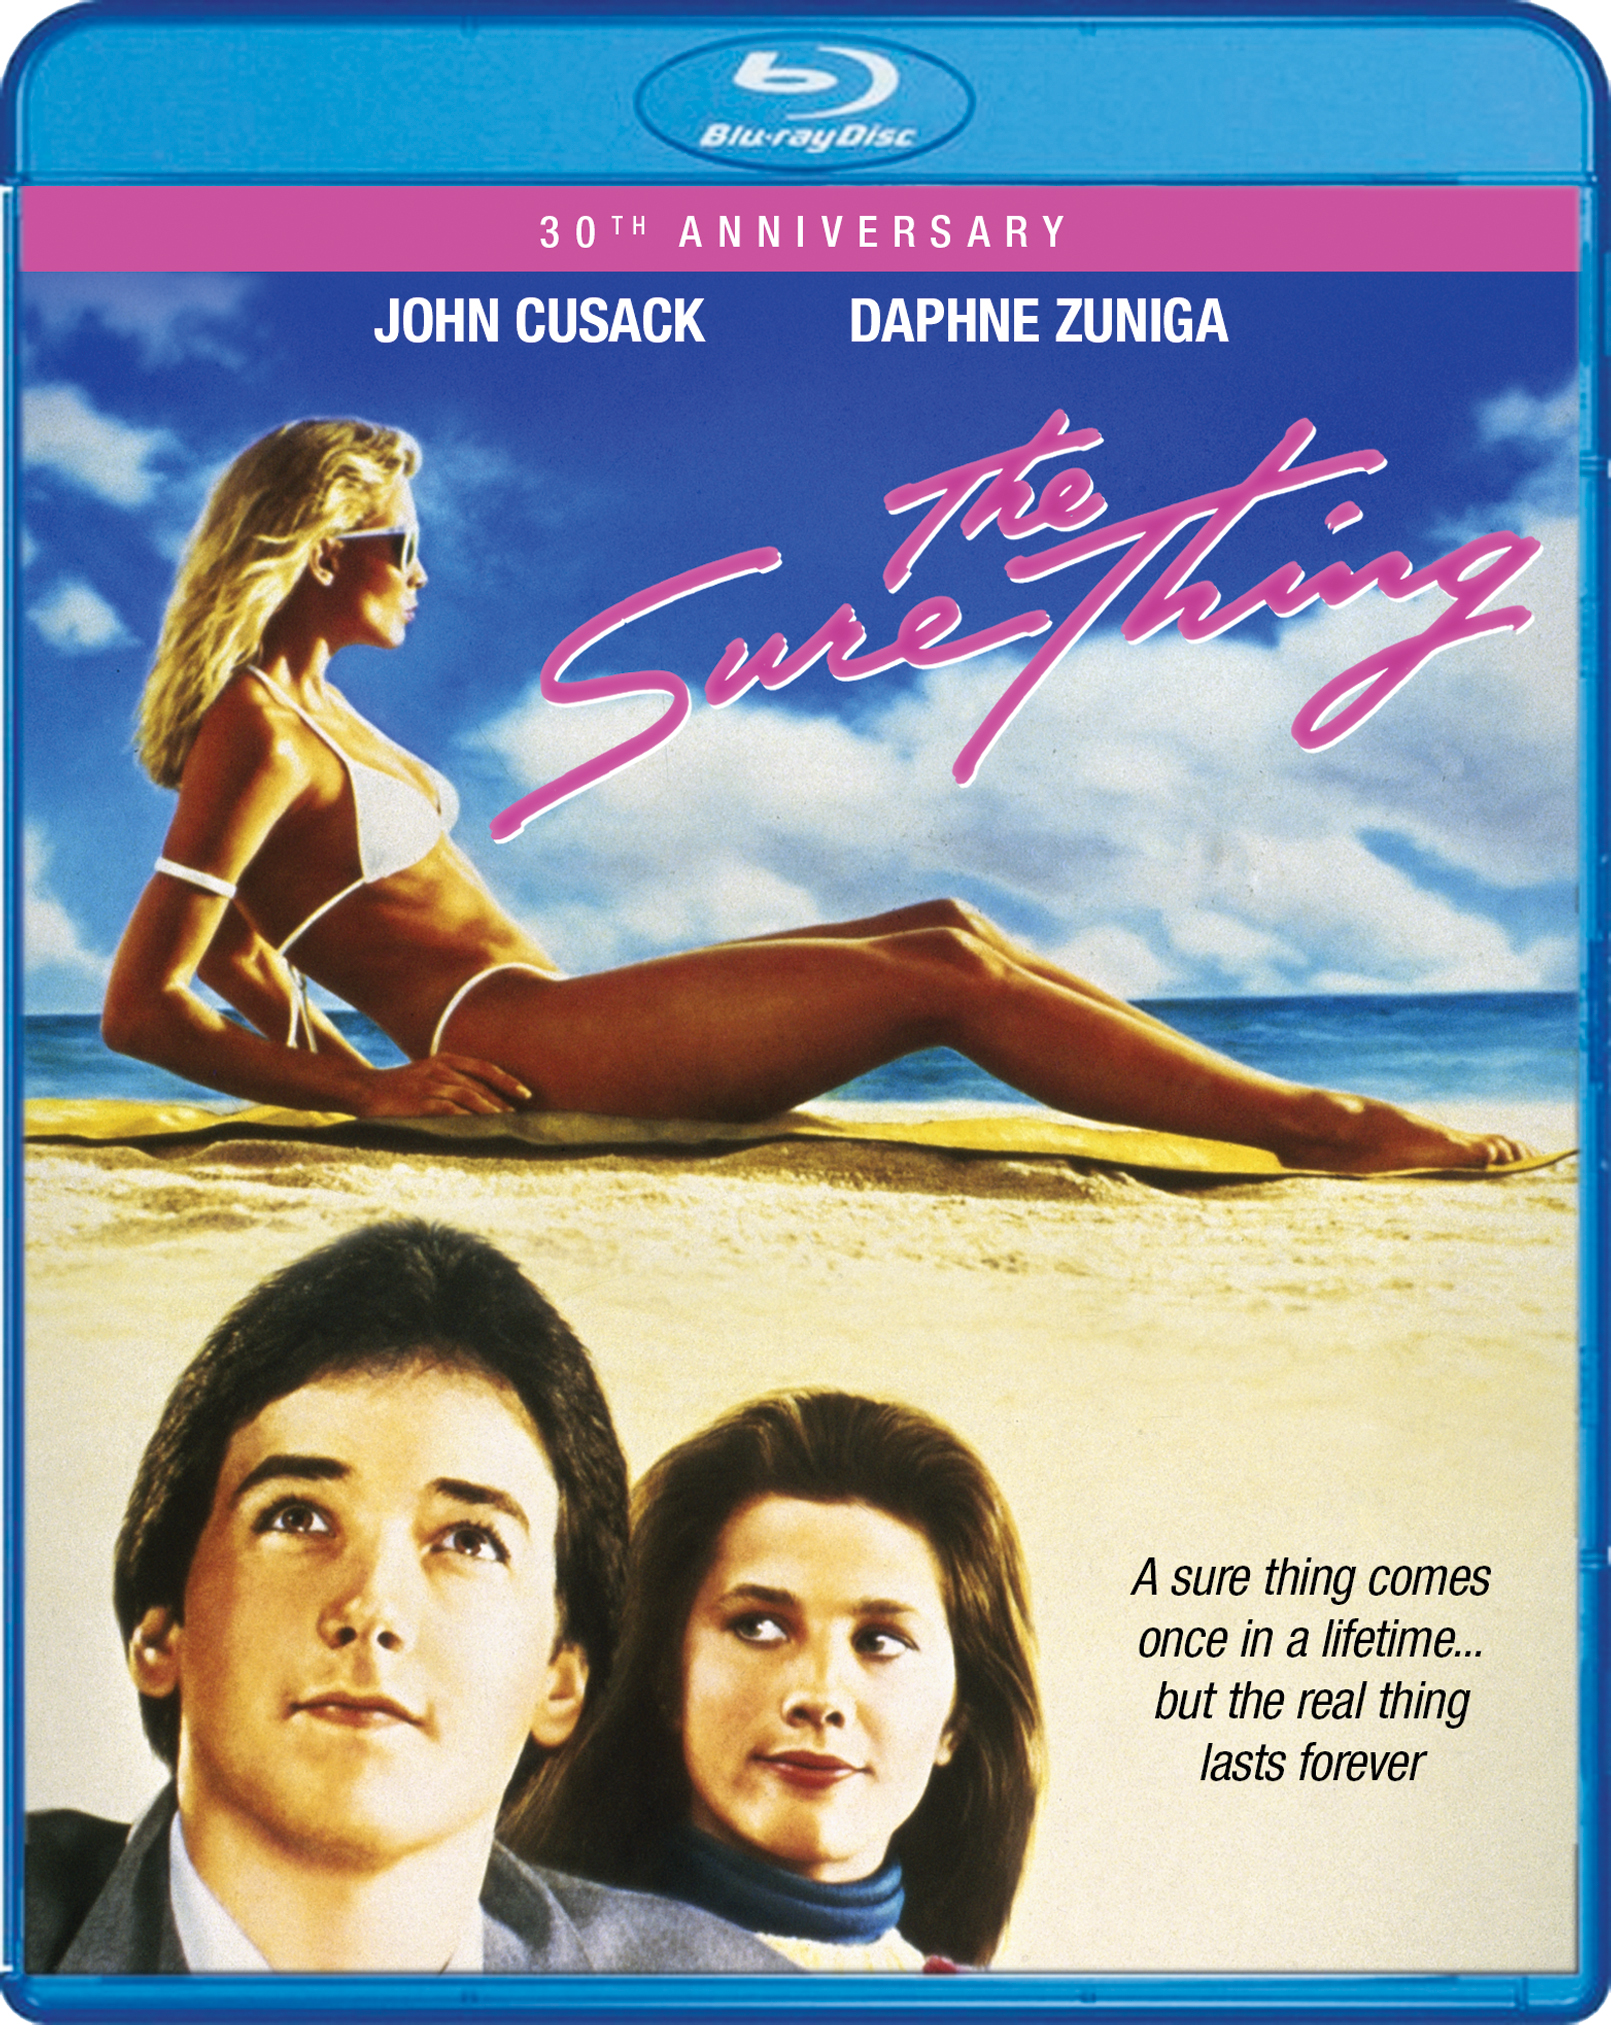 Blu-ray Disc
30TH ANNIVERSARY
JOHN CUSACK DAPHNE ZUNIGA
The
Sure Thing
A sure thing comes
once in a lifetime...
but the real thing
lasts forever